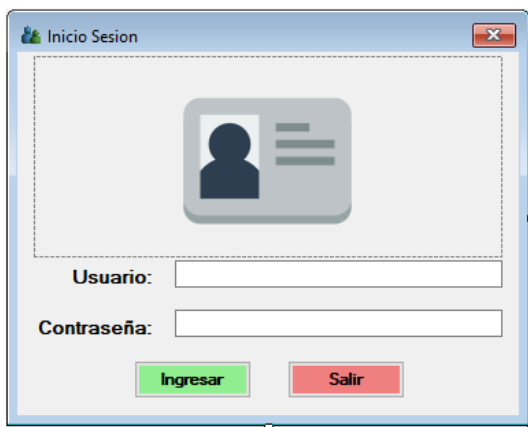 Inicio Sesion
Usuario:
Contraseña:
Ingresar
Salir